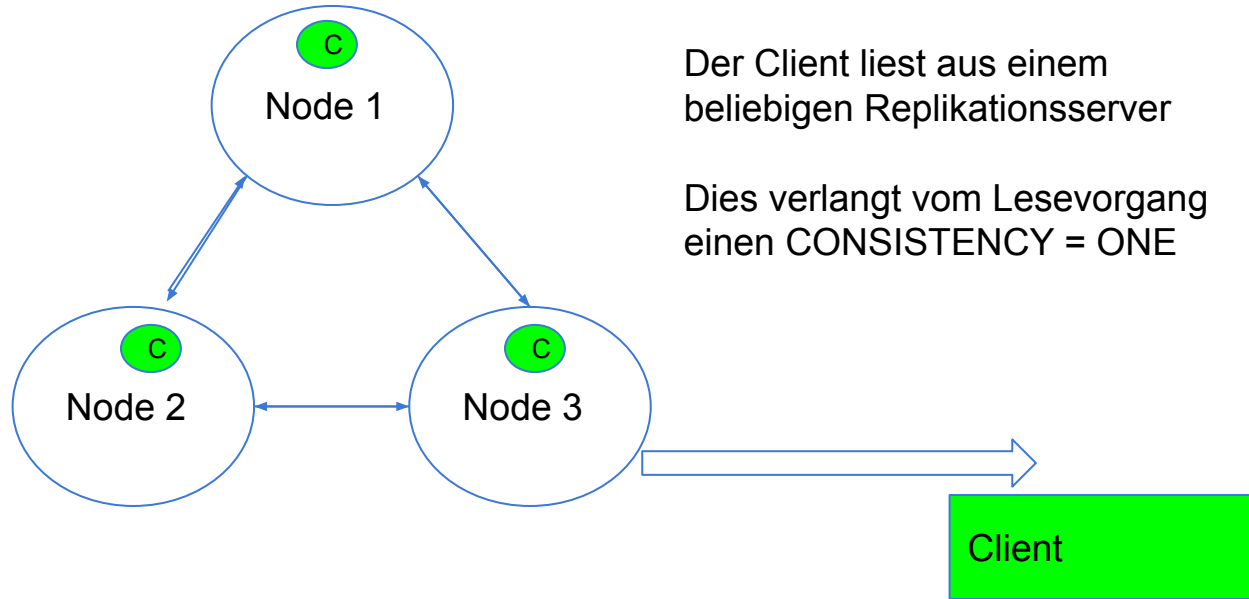 C
Node 1
Der Client liest aus einem
beliebigen Replikationsserver
Dies verlangt vom Lesevorgang
einen CONSISTENCY = ONE
C
Node 2
C
Node 3
Client